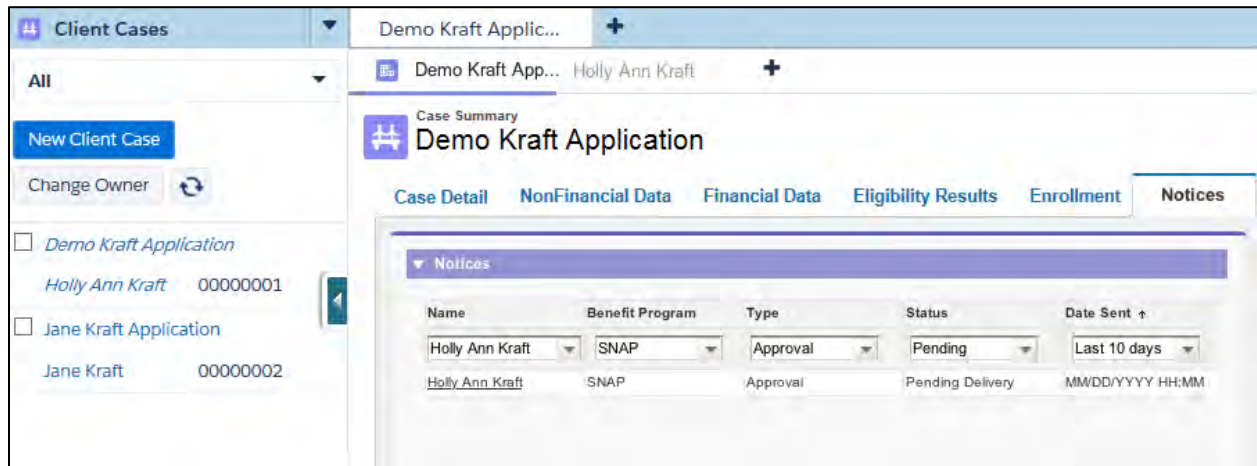 Client Cases
All
New Client Case
Change Owner
Demo Kraft Application
Holly Ann Kraft 00000001
Jane Kraft Application
Jane Kraft 00000002
Demo Kraft Applic...
Demo Kraft App... Holly Ann Kraft
Case Summary
Demo Kraft Application
Case Detail NonFinancial Data Financial Data Eligibility Results Enrollment Notices
Notices
Name Benefit Program Type Status Date Sent
Holly Ann Kraft SNAP Approval Pending Last 10 days
Holly Ann Kraft SNAP Approval Pending Delivery MM/DD/YYYY HH:MM